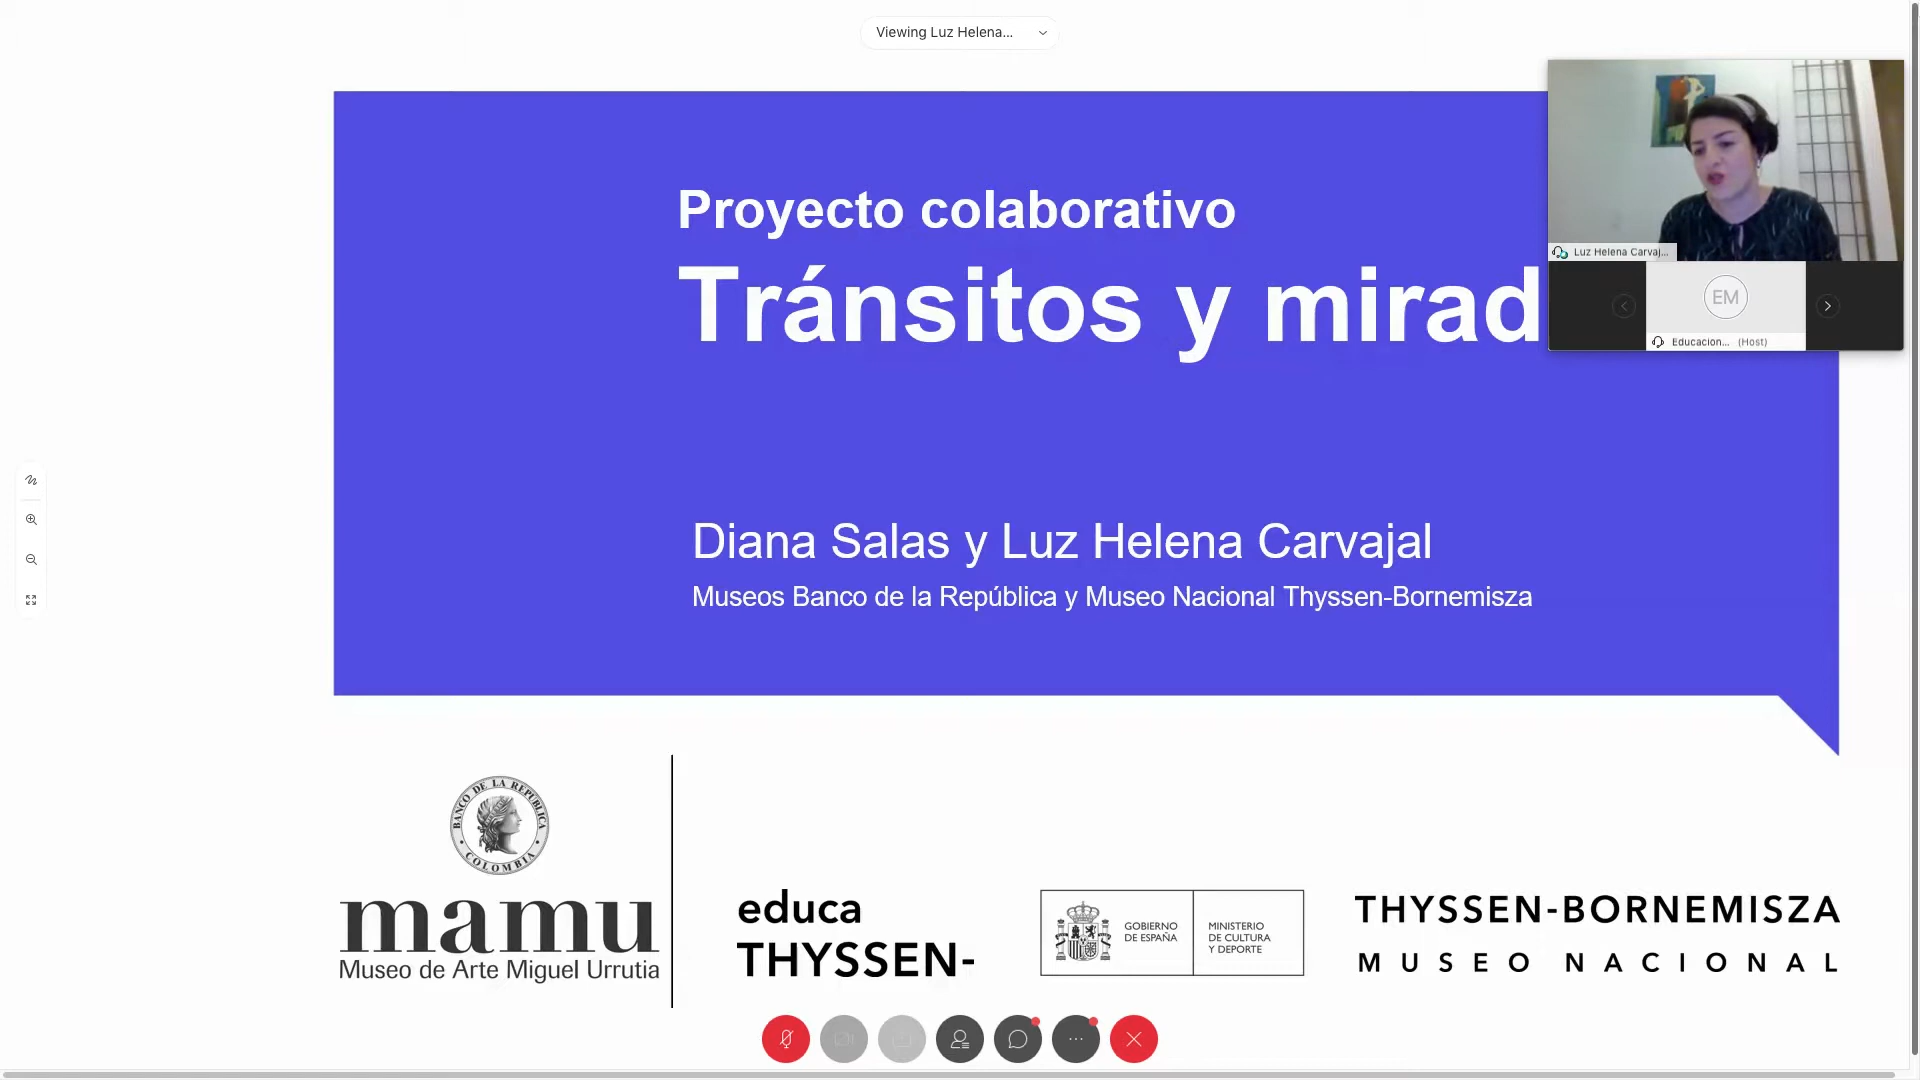 Viewing Luz Helena...
Proyecto colaborativo
Tránsitos y mirad
Luz Helena Carvaj...
EM
Educacion... (Host)
Diana Salas y Luz Helena Carvajal
Museos Banco de la República y Museo Nacional Thyssen-Bornemisza
BANCO DE LA REPÚBLICA
COLOMBIA
mamu
Museo de Arte Miguel Urrutia
educa
THYSSEN-
GOBIERNO
DE ESPAÑA
MINISTERIO
DE CULTURA
Y DEPORTE
THYSSEN-BORNEMISZA
MUSEO NACIONAL